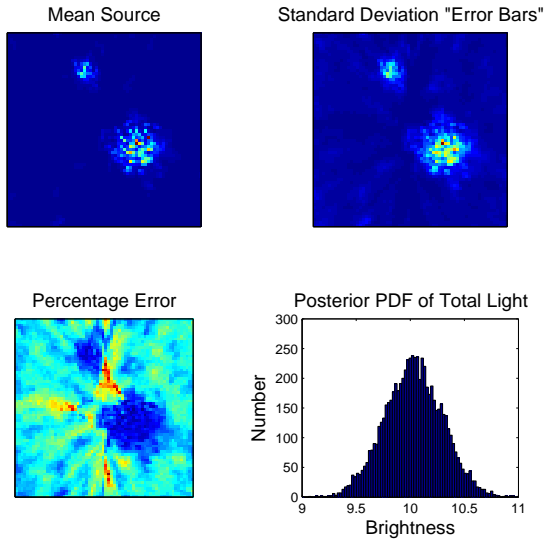 Mean Source
Standard Deviation "Error Bars"
Percentage Error
Posterior PDF of Total Light
300
250
200
150
100
50
0
Number
9
9.5
10
10.5
11
Brightness